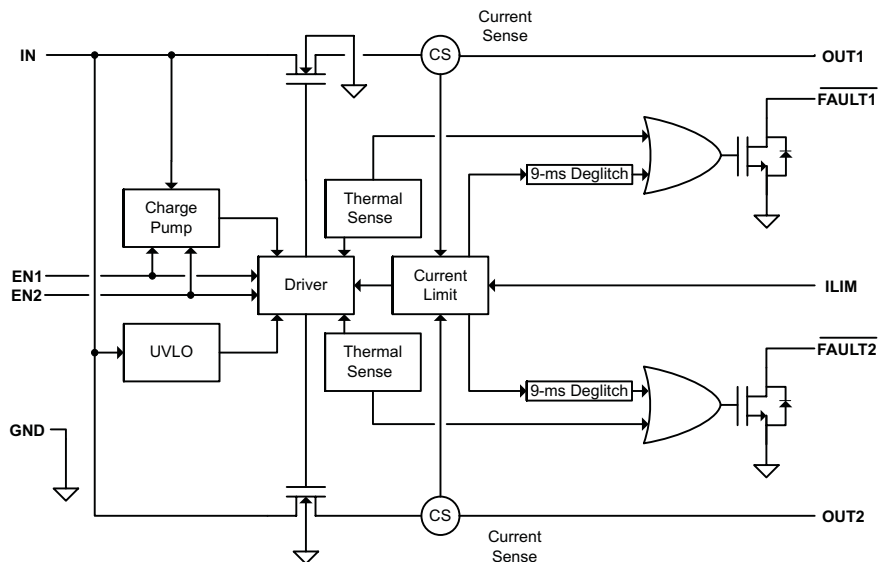 Current
Sense
IN
CS
OUT1
FAULT1
9-ms Deglitch
Charge
Pump
Thermal
Sense
EN1
EN2
Driver
Current
Limit
ILIM
UVLO
Thermal
Sense
FAULT2
9-ms Deglitch
GND
CS
OUT2
Current
Sense